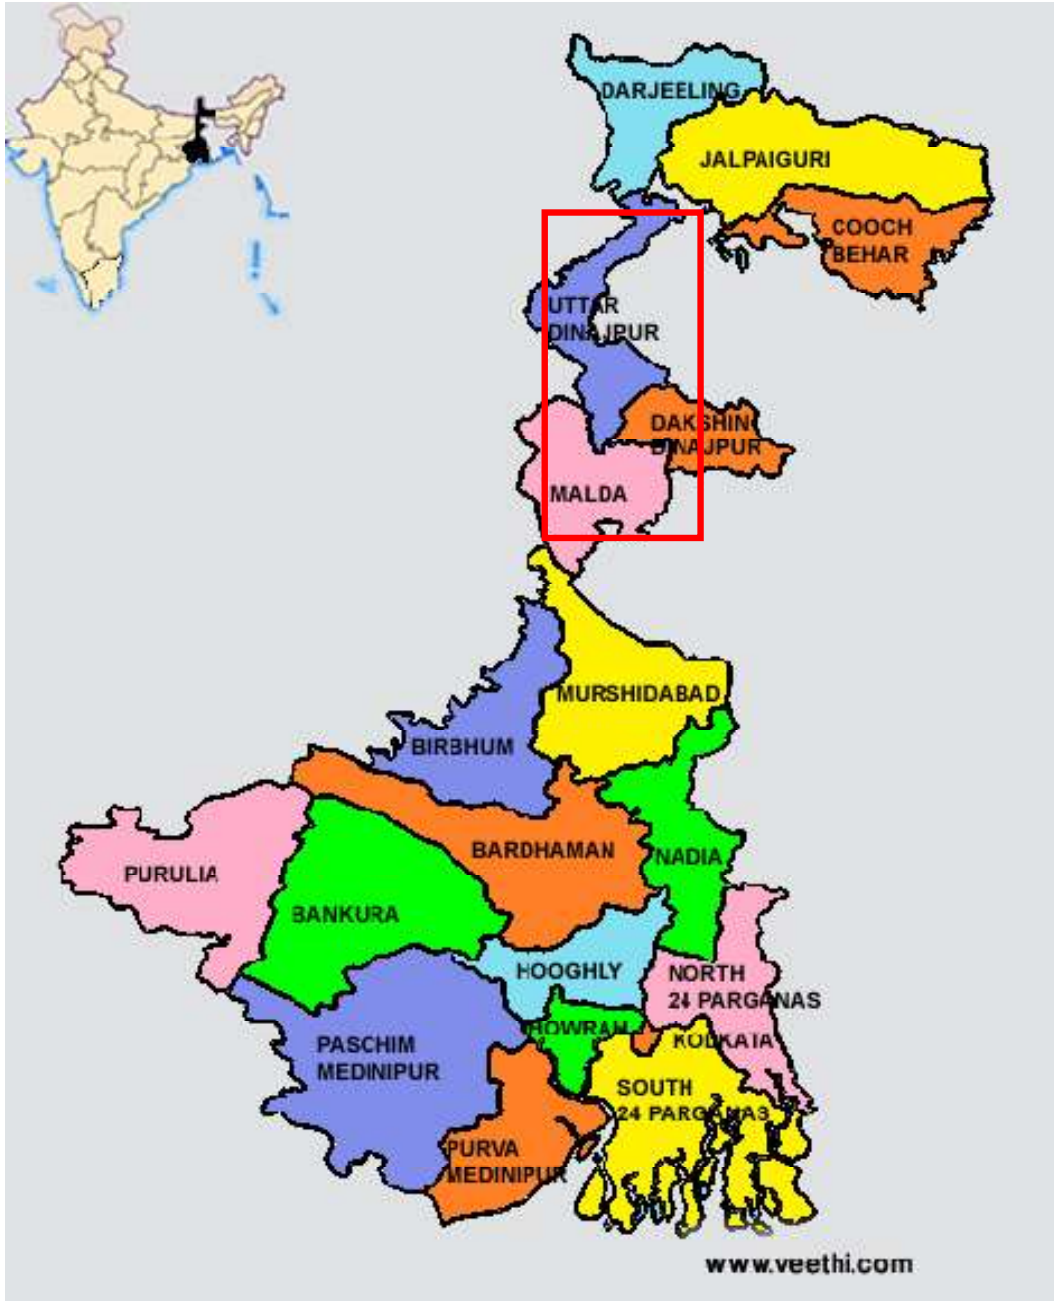 DARJEELING
JALPAIGURI
COOCH
BEHAR
UTTAR
DINAJPUR
DAKSHIN
DINAJPUR
MALDA
MURSHIDABAD
BIRBHUM
BARDHAMAN
NADIA
PURULIA
BANKURA
HOOGHLY
NORTH
24 PARGANAS
HOWRAH
KOLKATA
PASCHIM
MEDINIPUR
SOUTH
24 PARGANAS
PURVA
MEDINIPUR
www.veethi.com